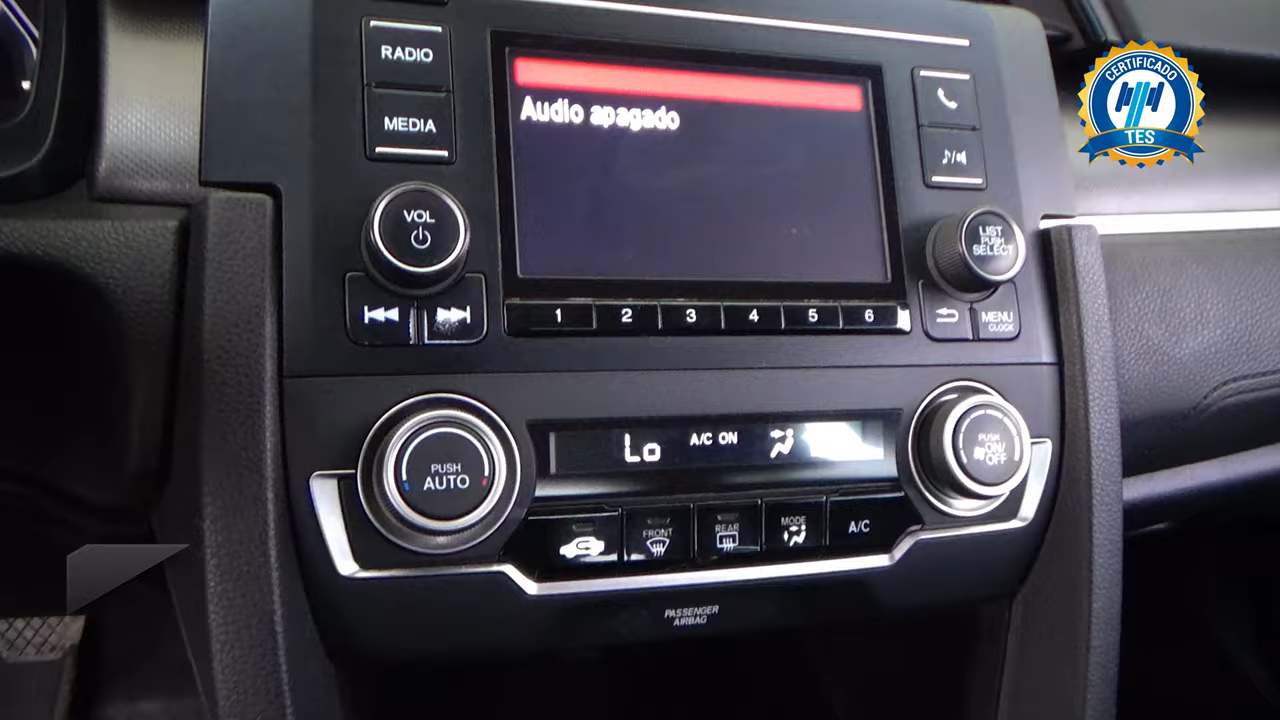 RADIO
MEDIA
VOL
Audio apagado
1 2 3 4 5 6
LIST
PUSH
SELECT
MENU
CLOCK
CERTIFICADO
TES
PUSH
AUTO
Lo
A/C ON
PUSH
ON/
OFF
FRONT
REAR
MODE
A/C
PASSENGER
AIRBAG